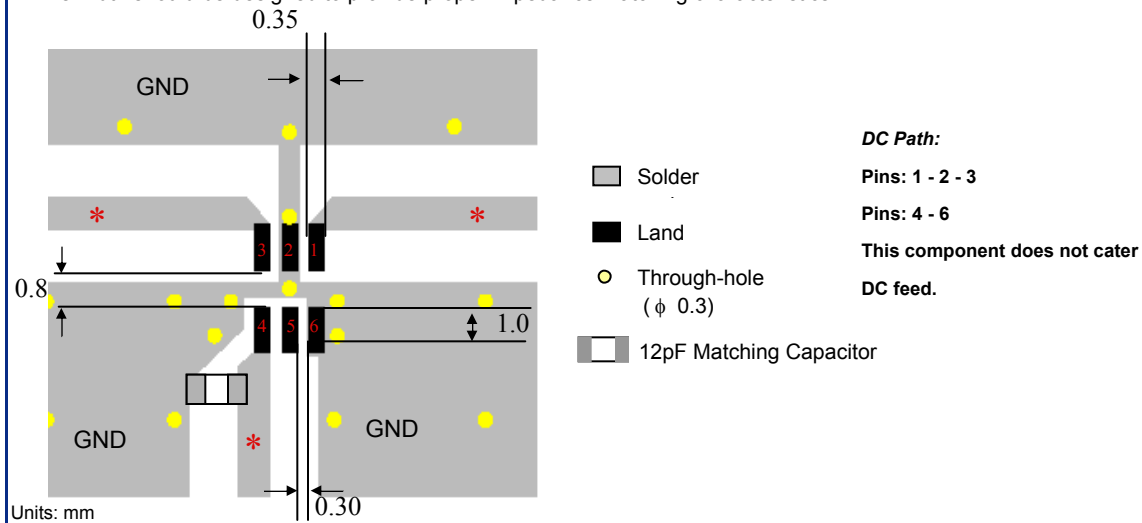 0.35
GND
*
*
3 2 1
0.8
4 5 6
1.0
GND
*
GND
0.30
Units: mm
Solder
Land
Through-hole
( ϕ 0.3)
12pF Matching Capacitor
DC Path:
Pins: 1 - 2 - 3
Pins: 4 - 6
This component does not cater
DC feed.